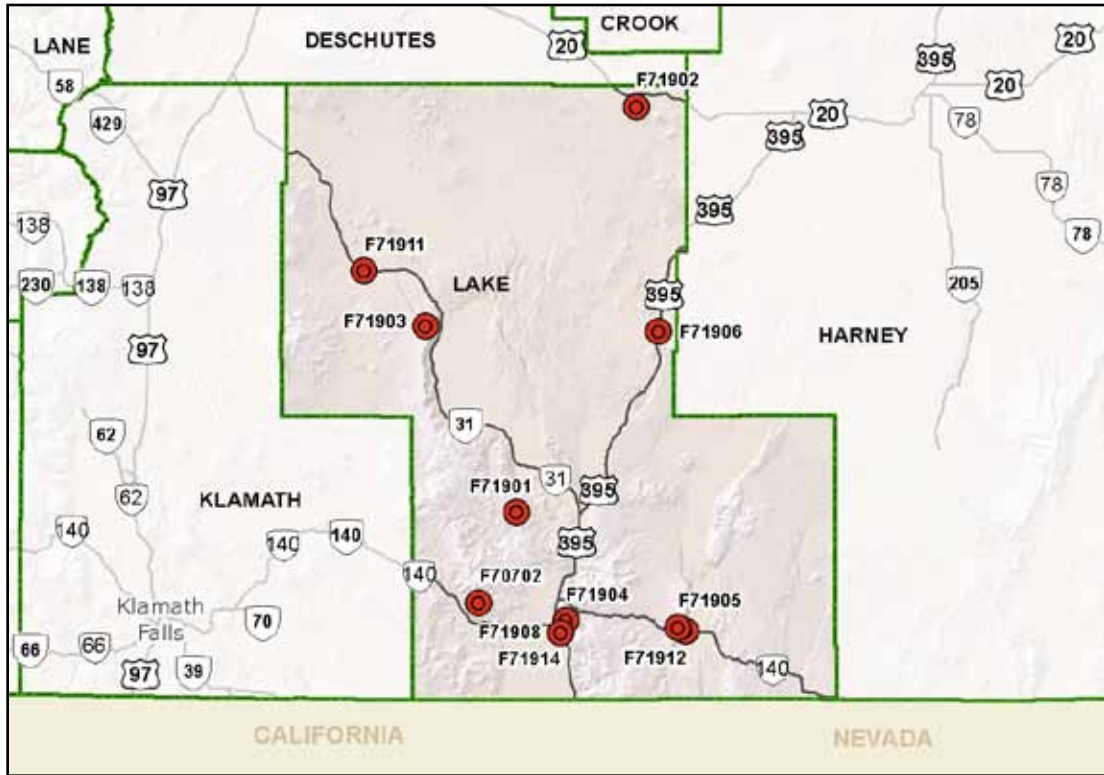 CROOK
LANE
DESCHUTES
20
20
395
58
F71902
20
20
429
78
395
97
78
138
395
78
F71911
230
138
138
LAKE
205
395
F71903
F71906
HARNEY
97
31
62
31
F71901
395
62
KLAMATH
395
140
140
140
140
F70702
F71904
F71905
Klamath
Falls
70
F71908
F71912
66
66
F71914
97
39
140
CALIFORNIA
NEVADA